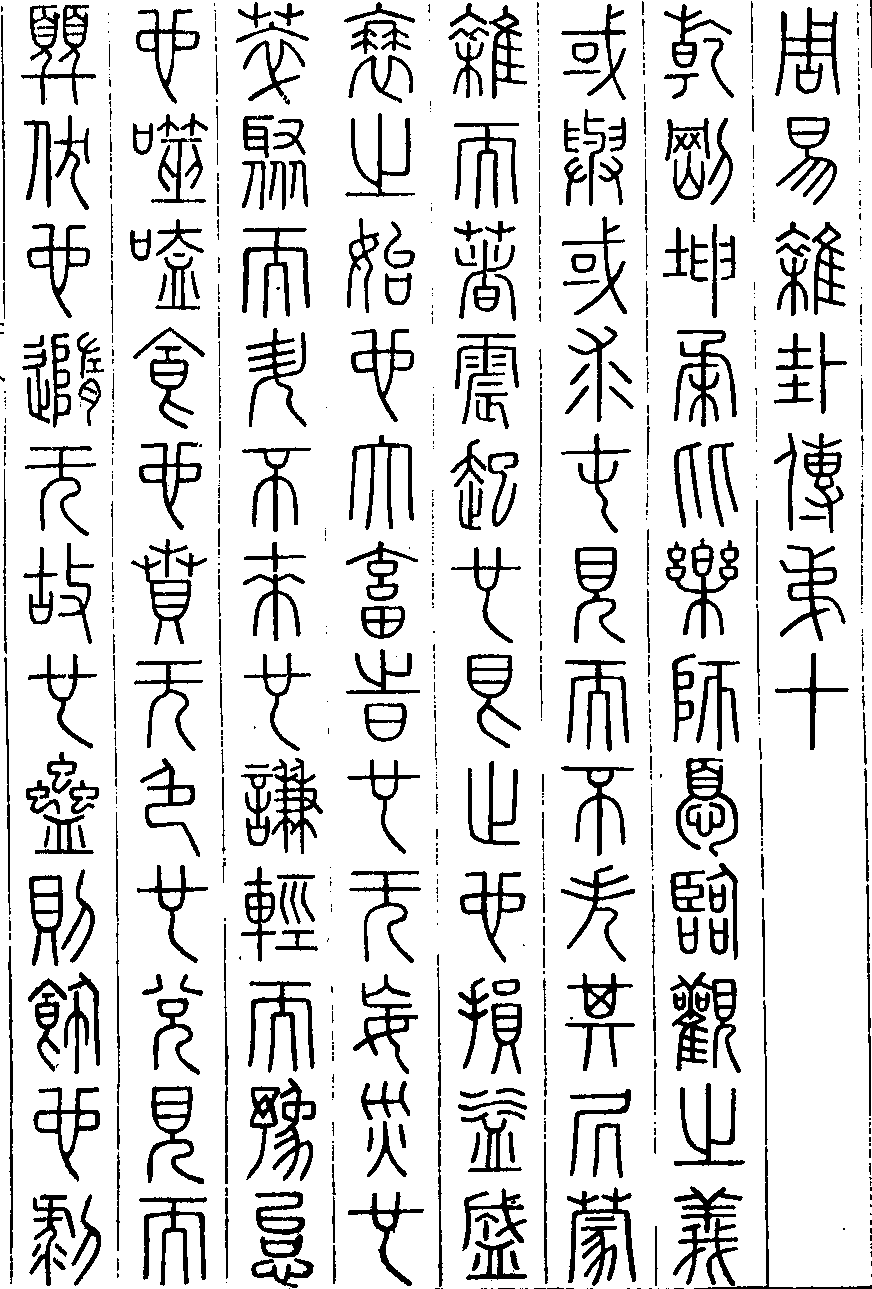 周易雜卦傳弟十
乾剛坤柔比樂師憂臨觀之義
或與或求屯見而不失其凥蒙
雜而著震起也艮止也損益盛
衰之始也大畜旹也无妄災也
萃聚而升不來也謙輕而豫怠
也噬嗑食也賁无色也兌見而
顨伏也隨无故也蠱則飾也剝